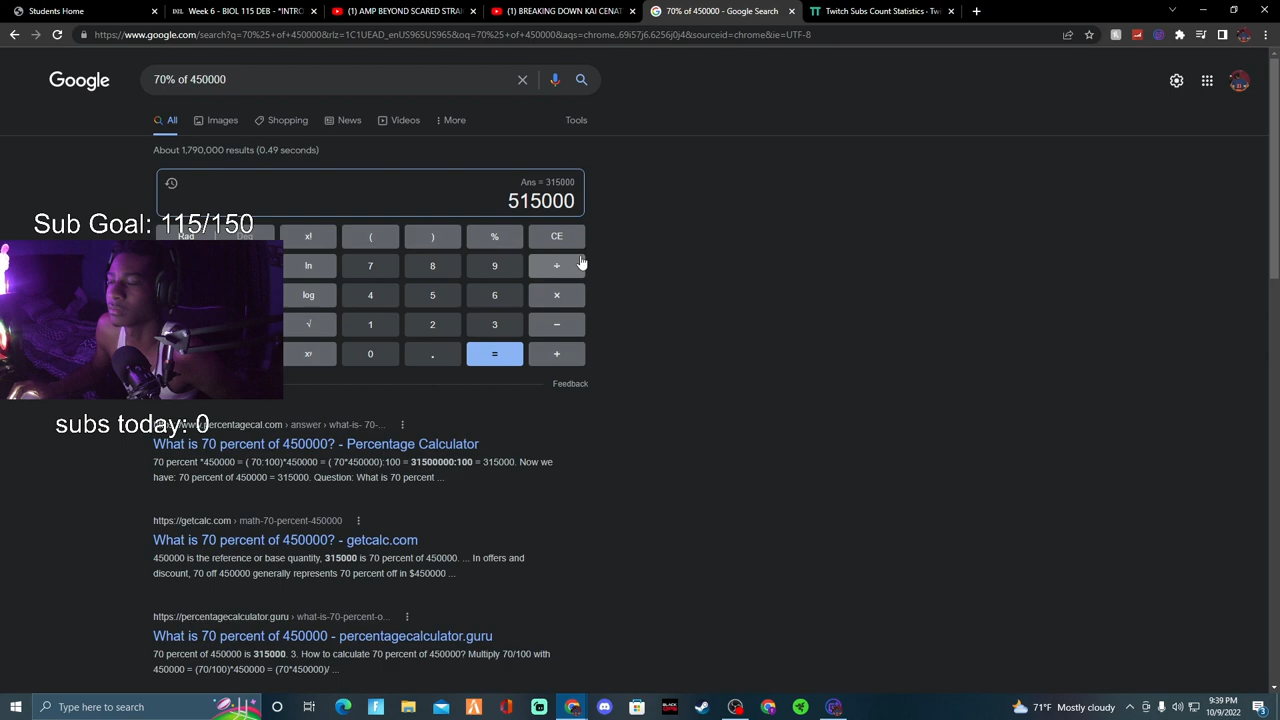 Students Home
Week 6 - BIOL 115 DEB - *INTRO
(1) AMP BEYOND SCARED STRA
(1) BREAKING DOWN KAI CENAT
70% of 450000 - Google Search
Twitch Subs Count Statistics - Tw
https://www.google.com/search?q=70%25+of+450000&rlz=1C1UEAD_enUS965US965&oq=70%25+of+450000&aqs=chrome..69i57j6.6256j0j4&sourceid=chrome&ie=UTF-8
Google
70% of 450000
All Images Shopping News Videos More Tools
About 1,790,000 results (0.49 seconds)
Ans = 315000
515000
Sub Goal: 115/150
Rad Deg x! ( ) % CE
ln 7 8 9 ÷
log 4 5 6 ×
√ 1 2 3 −
xʸ 0 . = +
Feedback
subs today: 0
percentagecal.com › answer › what-is-70-...
What is 70 percent of 450000? - Percentage Calculator
70 percent *450000 = ( 70:100)*450000 = ( 70*450000):100 = 31500000:100 = 315000. Now we
have: 70 percent of 450000 = 315000. Question: What is 70 percent ...
https://getcalc.com › math-70-percent-450000
What is 70 percent of 450000? - getcalc.com
450000 is the reference or base quantity, 315000 is 70 percent of 450000. ... In offers and
discount, 70 off 450000 generally represents 70 percent off in $450000 ...
https://percentagecalculator.guru › what-is-70-percent-o...
What is 70 percent of 450000 - percentagecalculator.guru
70 percent of 450000 is 315000. 3. How to calculate 70 percent of 450000? Multiply 70/100 with
450000 = (70/100)*450000 = (70*450000)/ ...
Type here to search
71°F Mostly cloudy
9:39 PM
10/9/2022